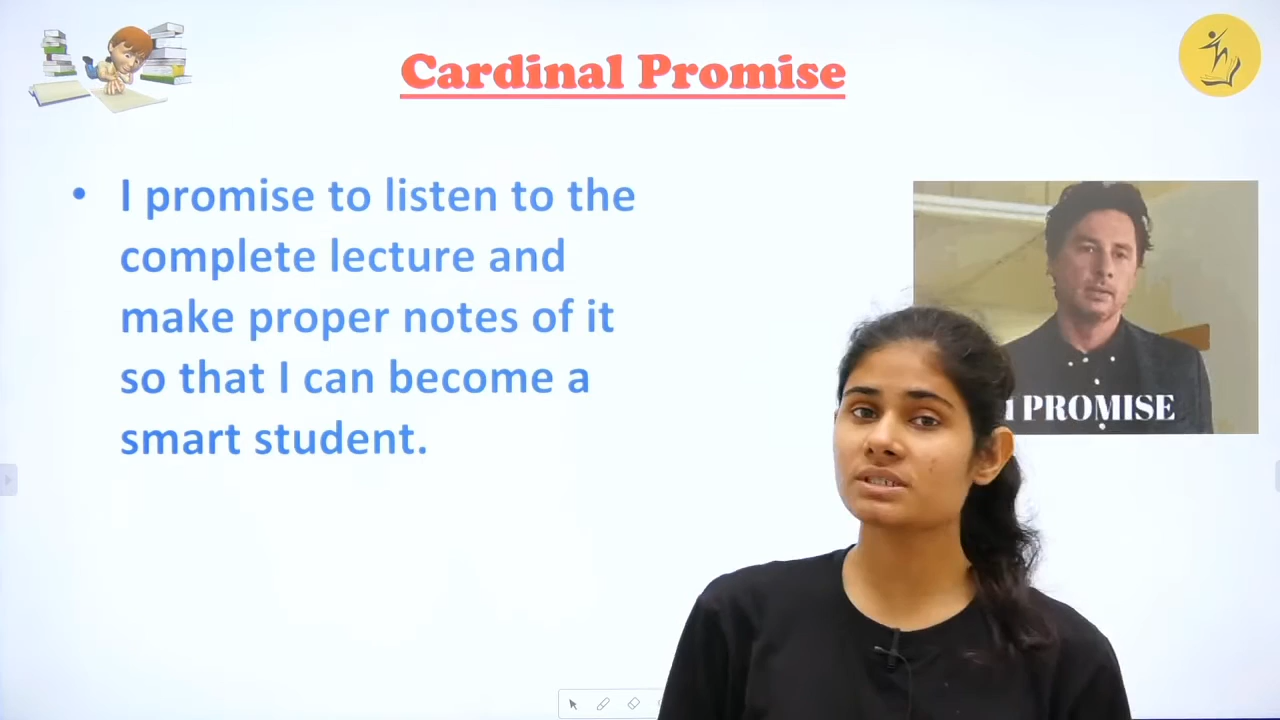 Cardinal Promise
• I promise to listen to the
complete lecture and
make proper notes of it
so that I can become a
smart student.
I PROMISE